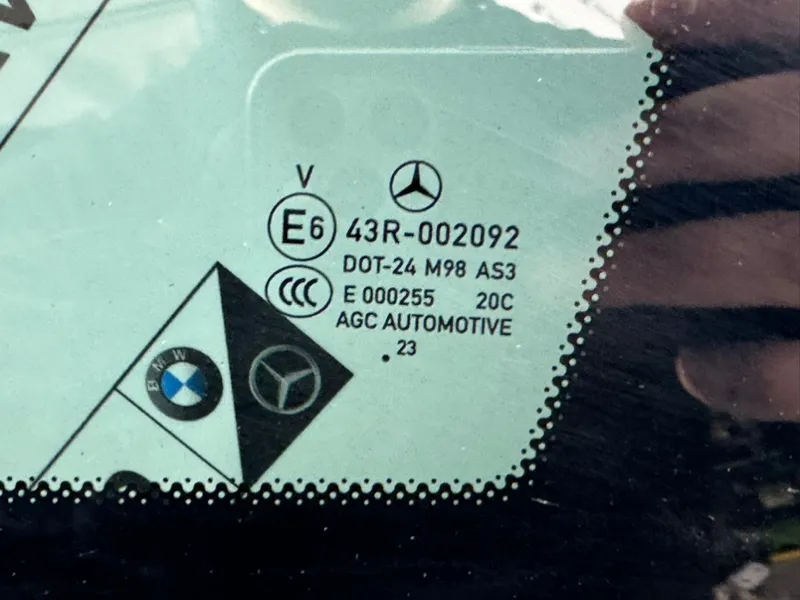 V
E6 43R-002092
DOT-24 M98 AS3
CCC E 000255 20C
AGC AUTOMOTIVE
. 23
BMW